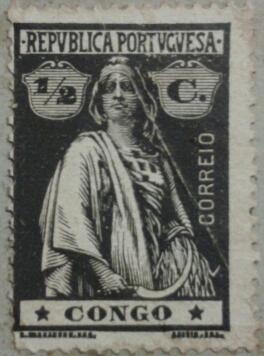 ·REPVBLICA PORTVGVESA·
1/2 C.
CORREIO
★ CONGO ★